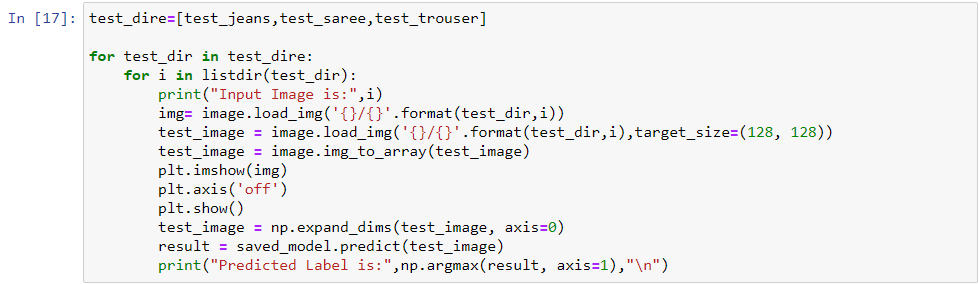 In [17]: test_dire=[test_jeans,test_saree,test_trouser]
for test_dir in test_dire:
for i in listdir(test_dir):
print("Input Image is:",i)
img= image.load_img('{}/{}'.format(test_dir,i))
test_image = image.load_img('{}/{}'.format(test_dir,i),target_size=(128, 128))
test_image = image.img_to_array(test_image)
plt.imshow(img)
plt.axis('off')
plt.show()
test_image = np.expand_dims(test_image, axis=0)
result = saved_model.predict(test_image)
print("Predicted Label is:",np.argmax(result, axis=1),"\n")